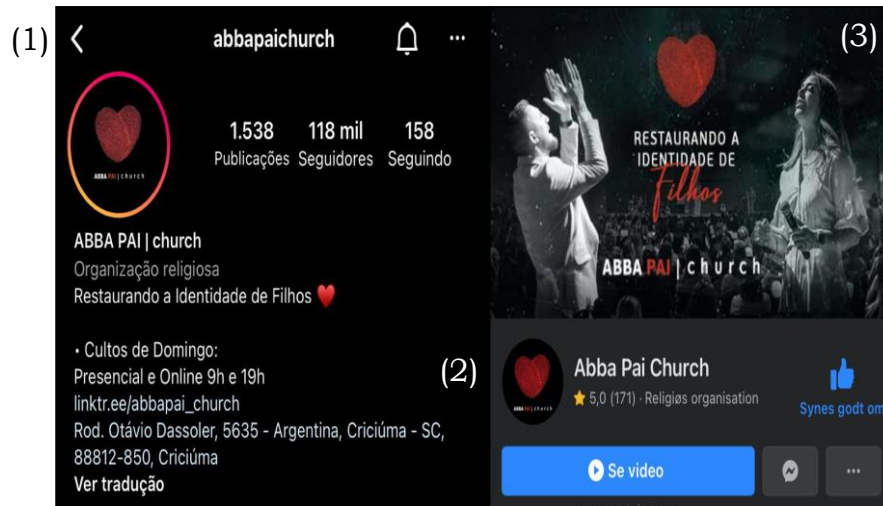 (1)
abbapaichurch
ABBA PAI | church
1.538 118 mil 158
Publicações Seguidores Seguindo
ABBA PAI | church
Organização religiosa
Restaurando a Identidade de Filhos ♥️
• Cultos de Domingo:
Presencial e Online 9h e 19h
linktr.ee/abbapai_church
Rod. Otávio Dassoler, 5635 - Argentina, Criciúma - SC,
88812-850, Criciúma
Ver tradução
(3)
RESTAURANDO A
IDENTIDADE DE
Filhos
ABBA PAI | church
(2)
ABBA PAI | church
Abba Pai Church
5,0 (171) · Religiøs organisation
Synes godt om
Se video